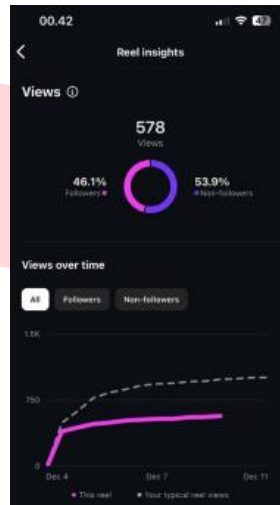 00.42
Reel insights
Views
578
Views
46.1%
Followers
53.9%
Non-followers
Views over time
All Followers Non-followers
1.5K
750
0
Dec 4 Dec 7 Dec 11
This reel Your typical reel views